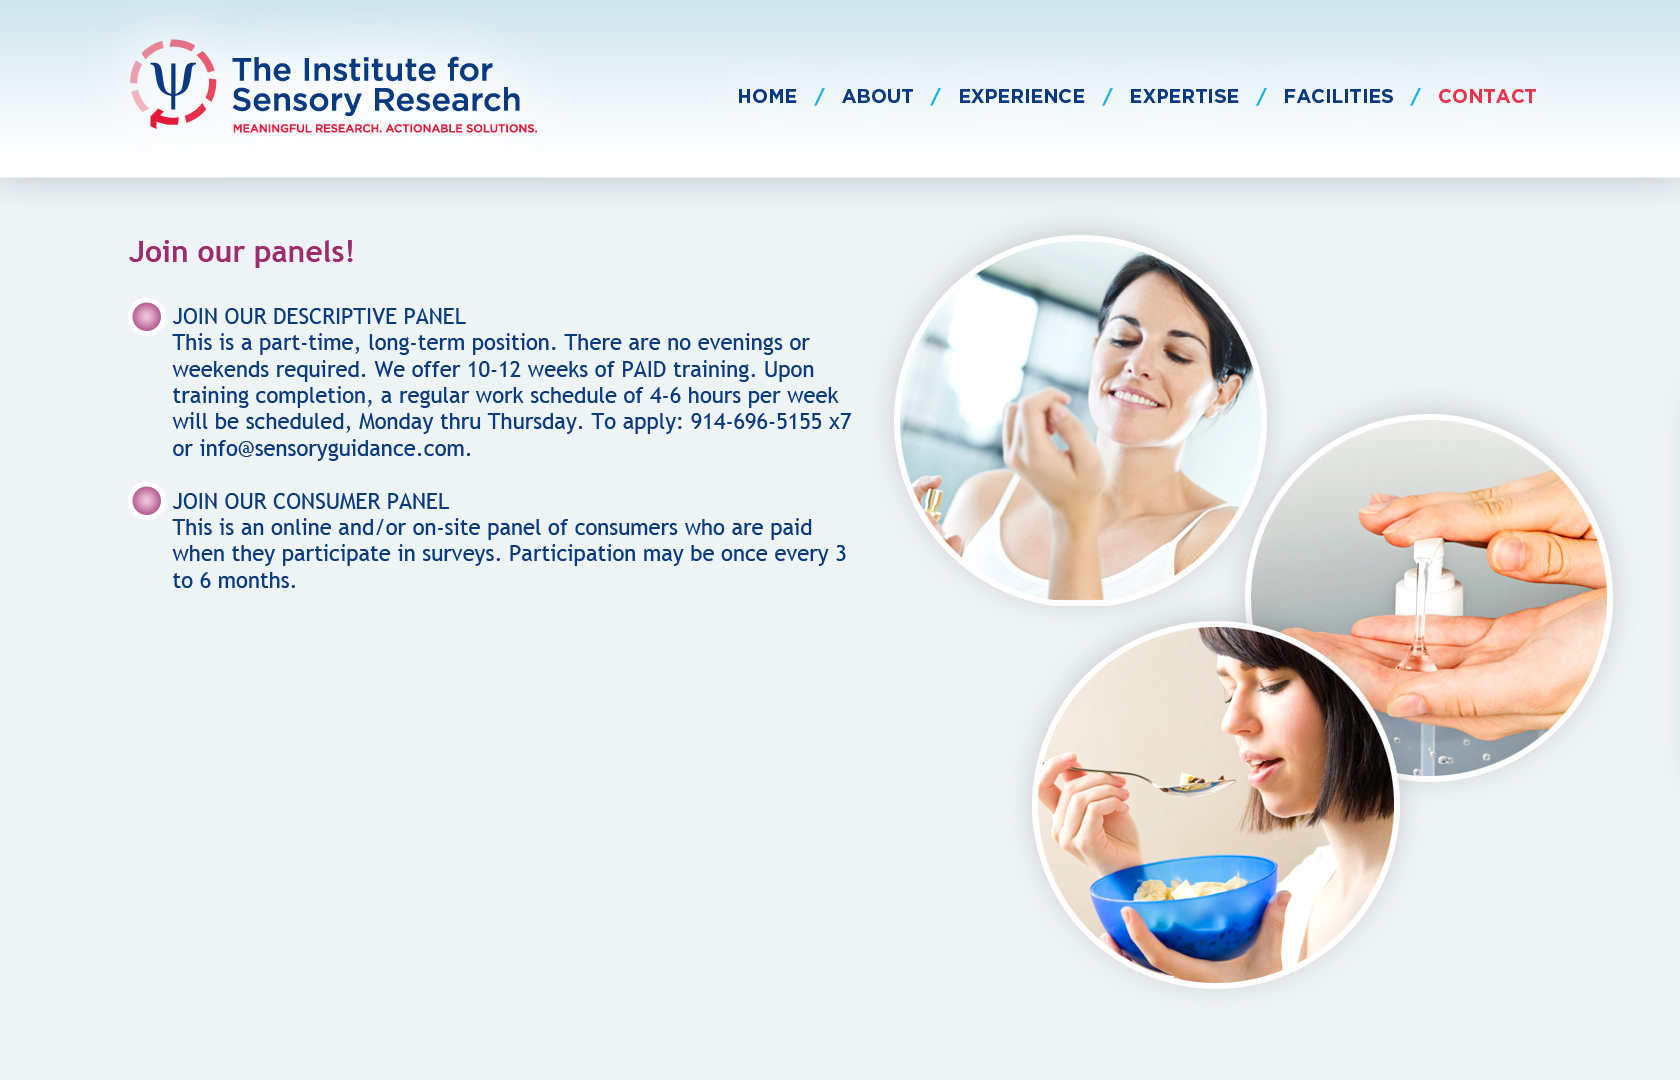 The Institute for
Sensory Research
MEANINGFUL RESEARCH. ACTIONABLE SOLUTIONS.
HOME / ABOUT / EXPERIENCE / EXPERTISE / FACILITIES / CONTACT
Join our panels!
JOIN OUR DESCRIPTIVE PANEL
This is a part-time, long-term position. There are no evenings or
weekends required. We offer 10-12 weeks of PAID training. Upon
training completion, a regular work schedule of 4-6 hours per week
will be scheduled, Monday thru Thursday. To apply: 914-696-5155 x7
or info@sensoryguidance.com.
JOIN OUR CONSUMER PANEL
This is an online and/or on-site panel of consumers who are paid
when they participate in surveys. Participation may be once every 3
to 6 months.